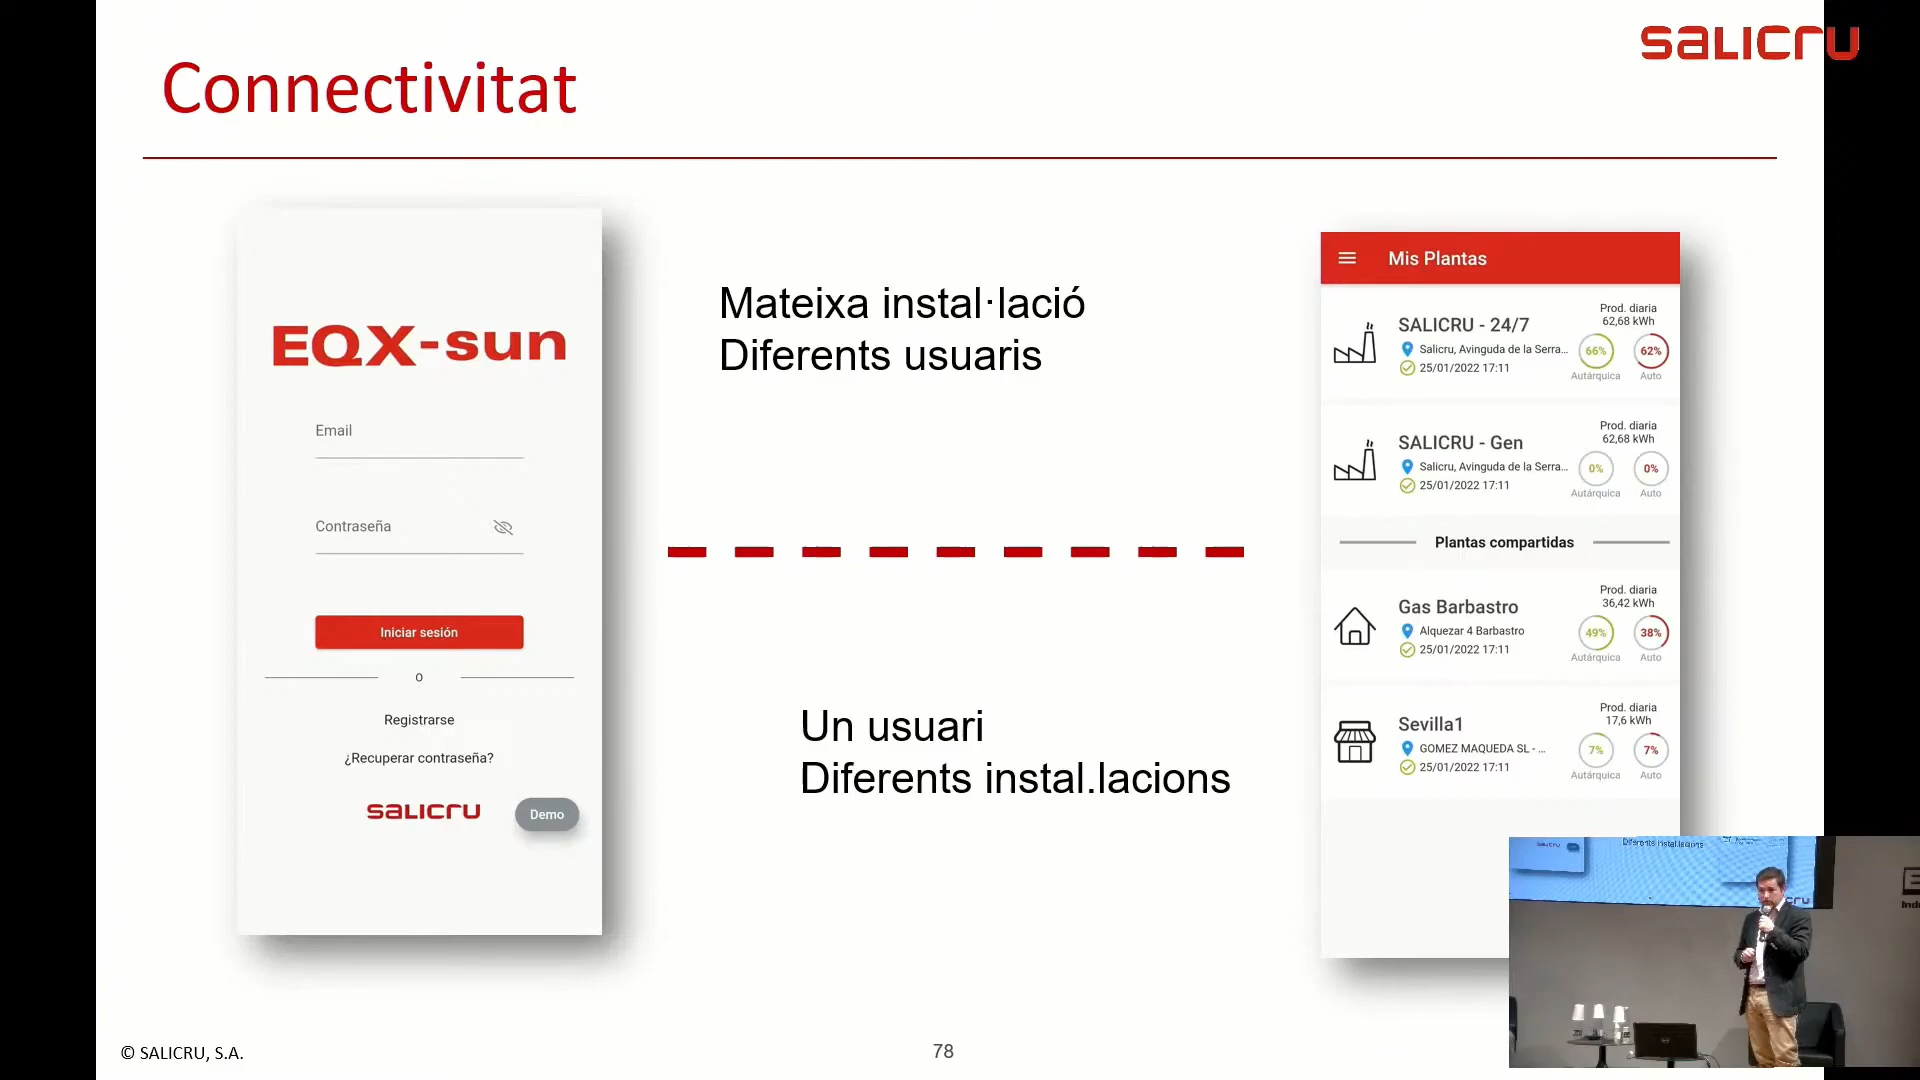 salicru
Connectivitat
EQX-sun
Email
Contraseña
Iniciar sesión
o
Registrarse
¿Recuperar contraseña?
salicru
Demo
Mateixa instal·lació
Diferents usuaris
Un usuari
Diferents instal.lacions
Mis Plantas
SALICRU - 24/7
Salicru, Avinguda de la Serra...
25/01/2022 17:11
Prod. diaria
62,68 kWh
66%
62%
Autárquica
Auto
SALICRU - Gen
Salicru, Avinguda de la Serra...
25/01/2022 17:11
Prod. diaria
62,68 kWh
0%
0%
Autárquica
Auto
Plantas compartidas
Gas Barbastro
Alquezar 4 Barbastro
25/01/2022 17:11
Prod. diaria
36,42 kWh
49%
38%
Autárquica
Auto
Sevilla1
GOMEZ MAQUEDA SL - ...
25/01/2022 17:11
Prod. diaria
17,6 kWh
7%
7%
Autárquica
Auto
salicru
Diferents instal.lacions
© SALICRU, S.A.
78